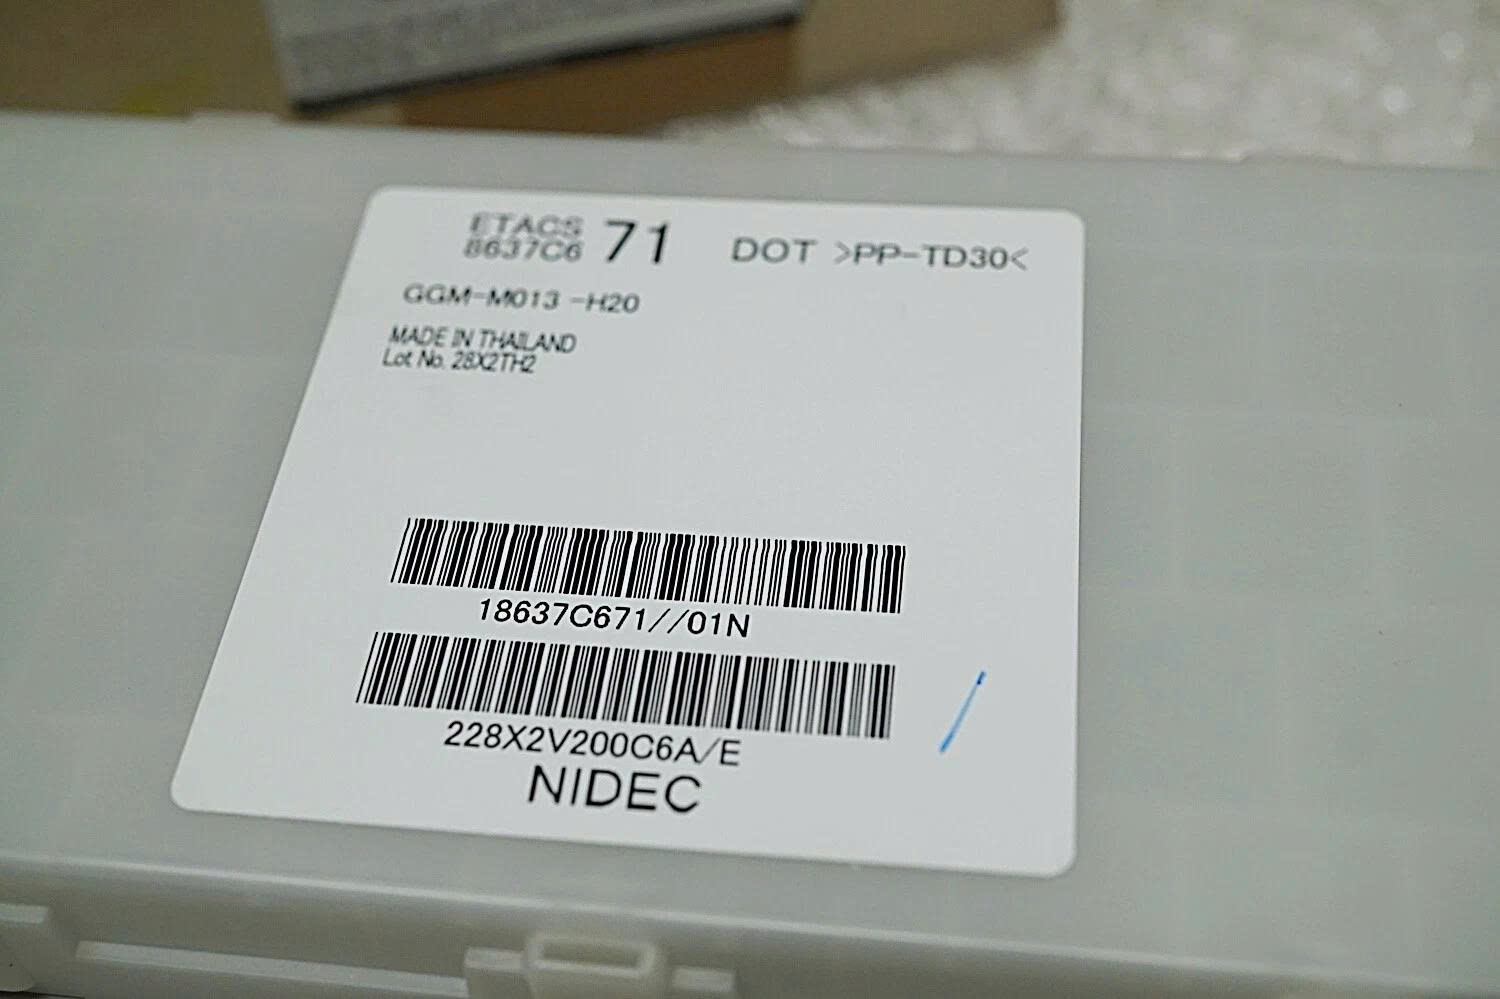 ETACS
8637C6 71 DOT >PP-TD30<
GGM-M013 -H20
MADE IN THAILAND
Lot No. 28X2TH2
18637C671//01N
228X2V200C6A/E
NIDEC